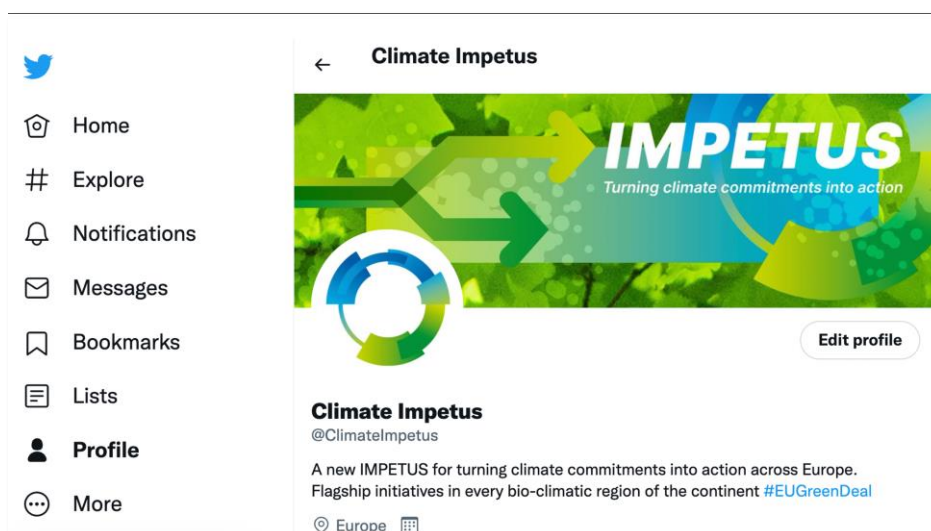 Climate Impetus
IMPETUS
Turning climate commitments into action
Home
Explore
Notifications
Messages
Bookmarks
Lists
Profile
More
Edit profile
Climate Impetus
@ClimateImpetus
A new IMPETUS for turning climate commitments into action across Europe.
Flagship initiatives in every bio-climatic region of the continent #EUGreenDeal
Europe